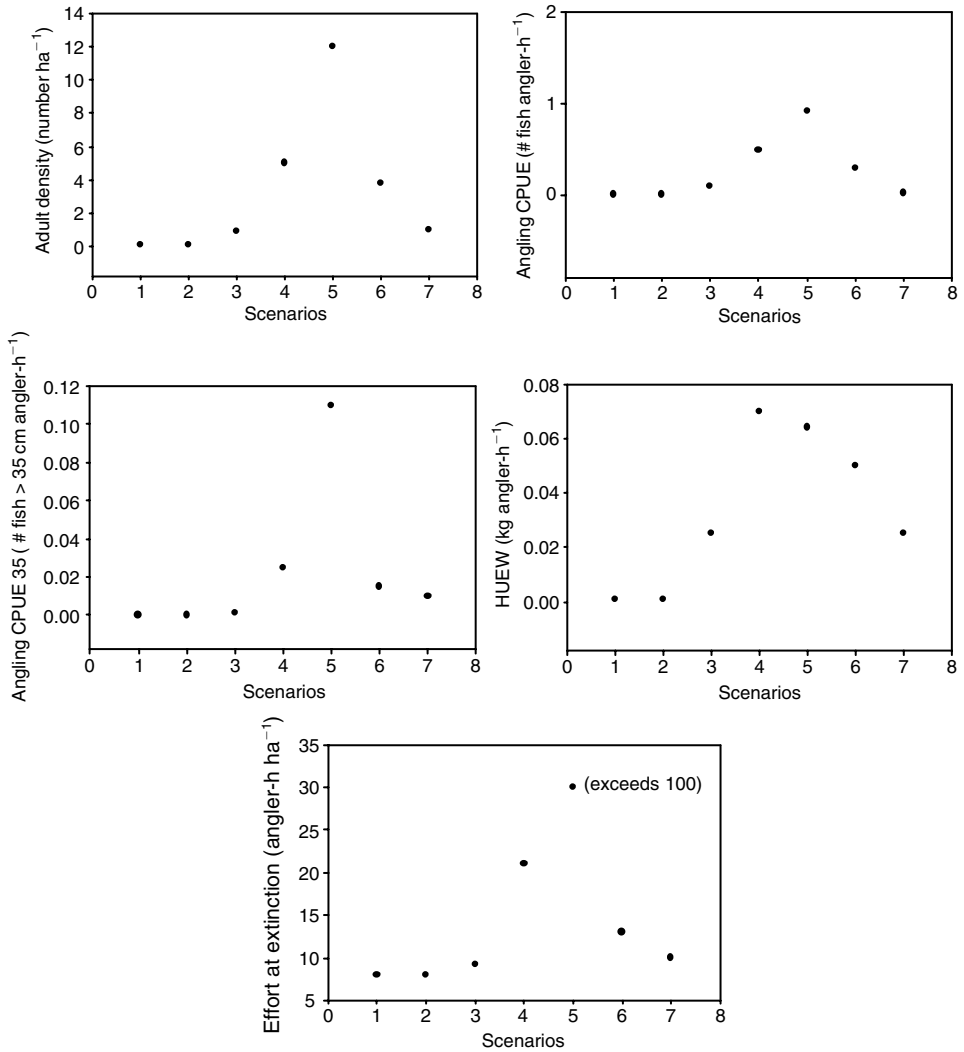 Adult density (number ha⁻¹)
14
12
10
8
6
4
2
0
0 1 2 3 4 5 6 7 8
Scenarios
Angling CPUE (# fish angler-h⁻¹)
2
1
0
0 1 2 3 4 5 6 7 8
Scenarios
Angling CPUE 35 ( # fish > 35 cm angler-h⁻¹)
0.12
0.10
0.08
0.06
0.04
0.02
0.00
0 1 2 3 4 5 6 7 8
Scenarios
HUEW (kg angler-h⁻¹)
0.08
0.06
0.04
0.02
0.00
0 1 2 3 4 5 6 7 8
Scenarios
Effort at extinction (angler-h ha⁻¹)
35
30
25
20
15
10
5
(exceeds 100)
0 1 2 3 4 5 6 7 8
Scenarios